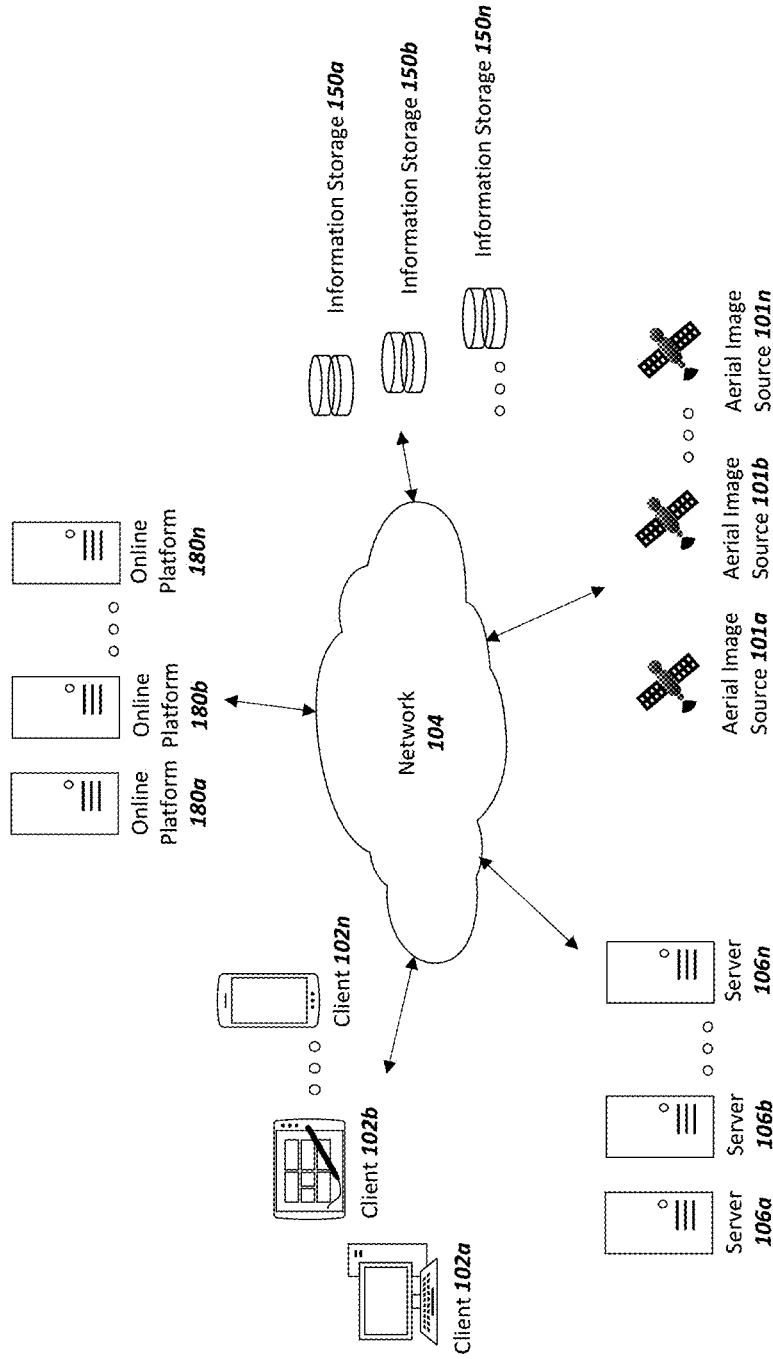 Online
Platform
180a
Online
Platform
180b
Online
Platform
180n
Client 102a
Client 102b
Client 102n
Network
104
Information Storage 150a
Information Storage 150b
Information Storage 150n
Server
106a
Server
106b
Server
106n
Aerial Image
Source 101a
Aerial Image
Source 101b
Aerial Image
Source 101n